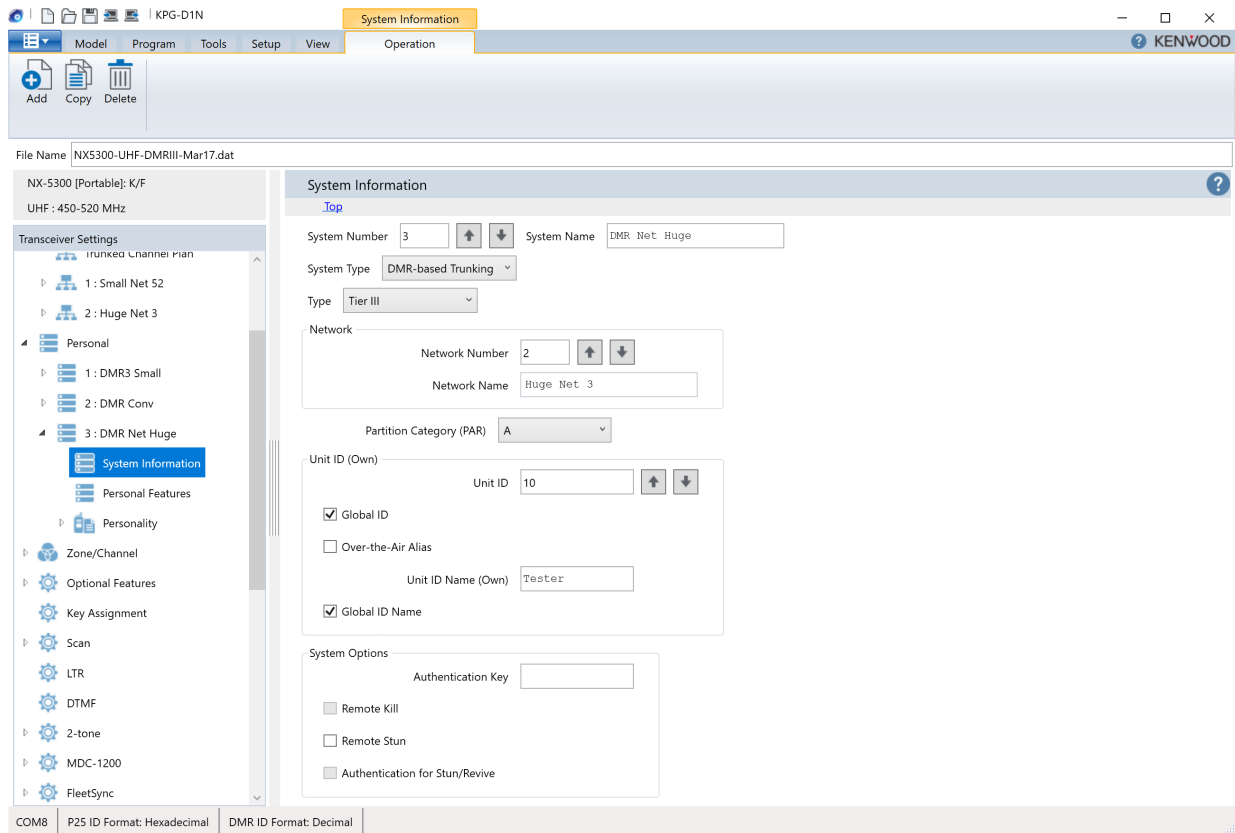 KPG-D1N
System Information
Model Program Tools Setup View Operation
KENWOOD
Add Copy Delete
File Name NX5300-UHF-DMRIII-Mar17.dat
NX-5300 [Portable]: K/F
UHF : 450-520 MHz
Transceiver Settings
Trunked Channel Plan
1 : Small Net 52
2 : Huge Net 3
Personal
1 : DMR3 Small
2 : DMR Conv
3 : DMR Net Huge
System Information
Personal Features
Personality
Zone/Channel
Optional Features
Key Assignment
Scan
LTR
DTMF
2-tone
MDC-1200
FleetSync
System Information
?
Top
System Number 3 System Name DMR Net Huge
System Type DMR-based Trunking
Type Tier III
Network
Network Number 2
Network Name Huge Net 3
Partition Category (PAR) A
Unit ID (Own)
Unit ID 10
Global ID
Over-the-Air Alias
Unit ID Name (Own) Tester
Global ID Name
System Options
Authentication Key
Remote Kill
Remote Stun
Authentication for Stun/Revive
COM8 P25 ID Format: Hexadecimal DMR ID Format: Decimal